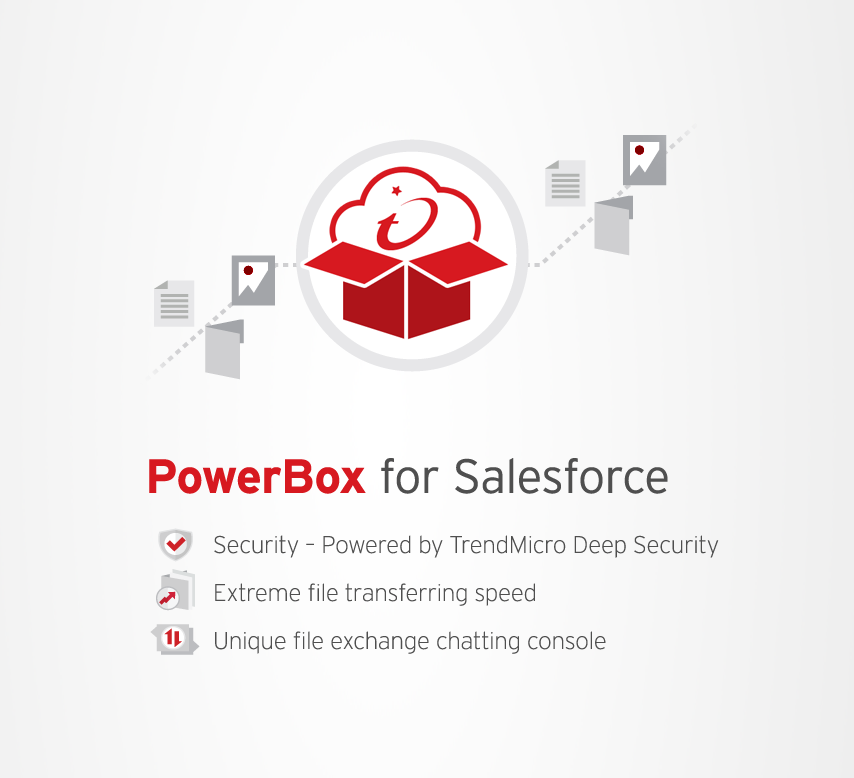 PowerBox for Salesforce
Security – Powered by TrendMicro Deep Security
Extreme file transferring speed
Unique file exchange chatting console